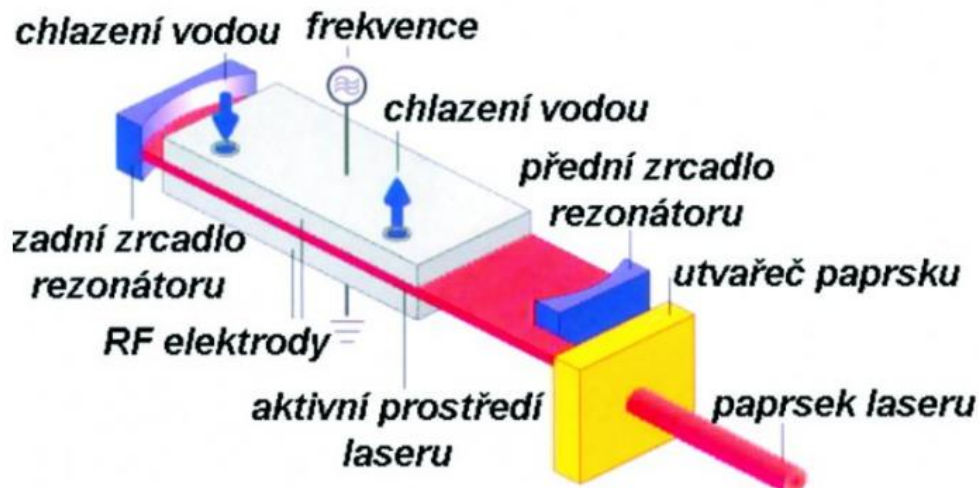 chlazení vodou
frekvence
chlazení vodou
přední zrcadlo
rezonátoru
zadní zrcadlo
rezonátoru
utvařeč paprsku
RF elektrody
aktivní prostředí
laseru
paprsek laseru